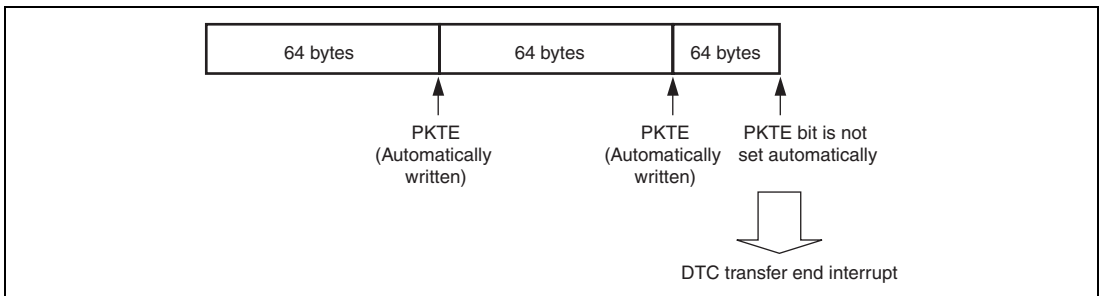 64 bytes
64 bytes
64 bytes
PKTE
(Automatically
written)
PKTE
(Automatically
written)
PKTE bit is not
set automatically
DTC transfer end interrupt